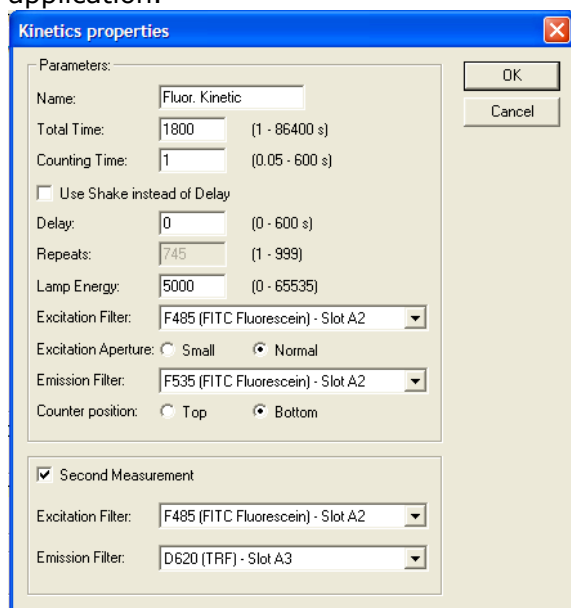 application.
Kinetics properties
Parameters:
OK
Name: Fluor. Kinetic
Cancel
Total Time: 1800 (1 - 86400 s)
Counting Time: 1 (0.05 - 600 s)
Use Shake instead of Delay
Delay: 0 (0 - 600 s)
Repeats: 745 (1 - 999)
Lamp Energy: 5000 (0 - 65535)
Excitation Filter: F485 (FITC Fluorescein) - Slot A2
Excitation Aperture: Small Normal
Emission Filter: F535 (FITC Fluorescein) - Slot A2
Counter position: Top Bottom
Second Measurement
Excitation Filter: F485 (FITC Fluorescein) - Slot A2
Emission Filter: D620 (TRF) - Slot A3